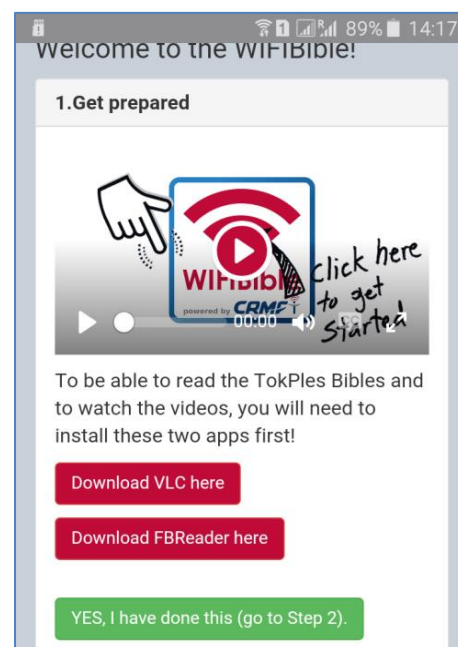 89% 14:17
Welcome to the WIFIBible!
1.Get prepared
WIFIBibl
powered by CRMF
Click here
to get
Started
00:00
To be able to read the TokPles Bibles and
to watch the videos, you will need to
install these two apps first!
Download VLC here
Download FBReader here
YES, I have done this (go to Step 2).